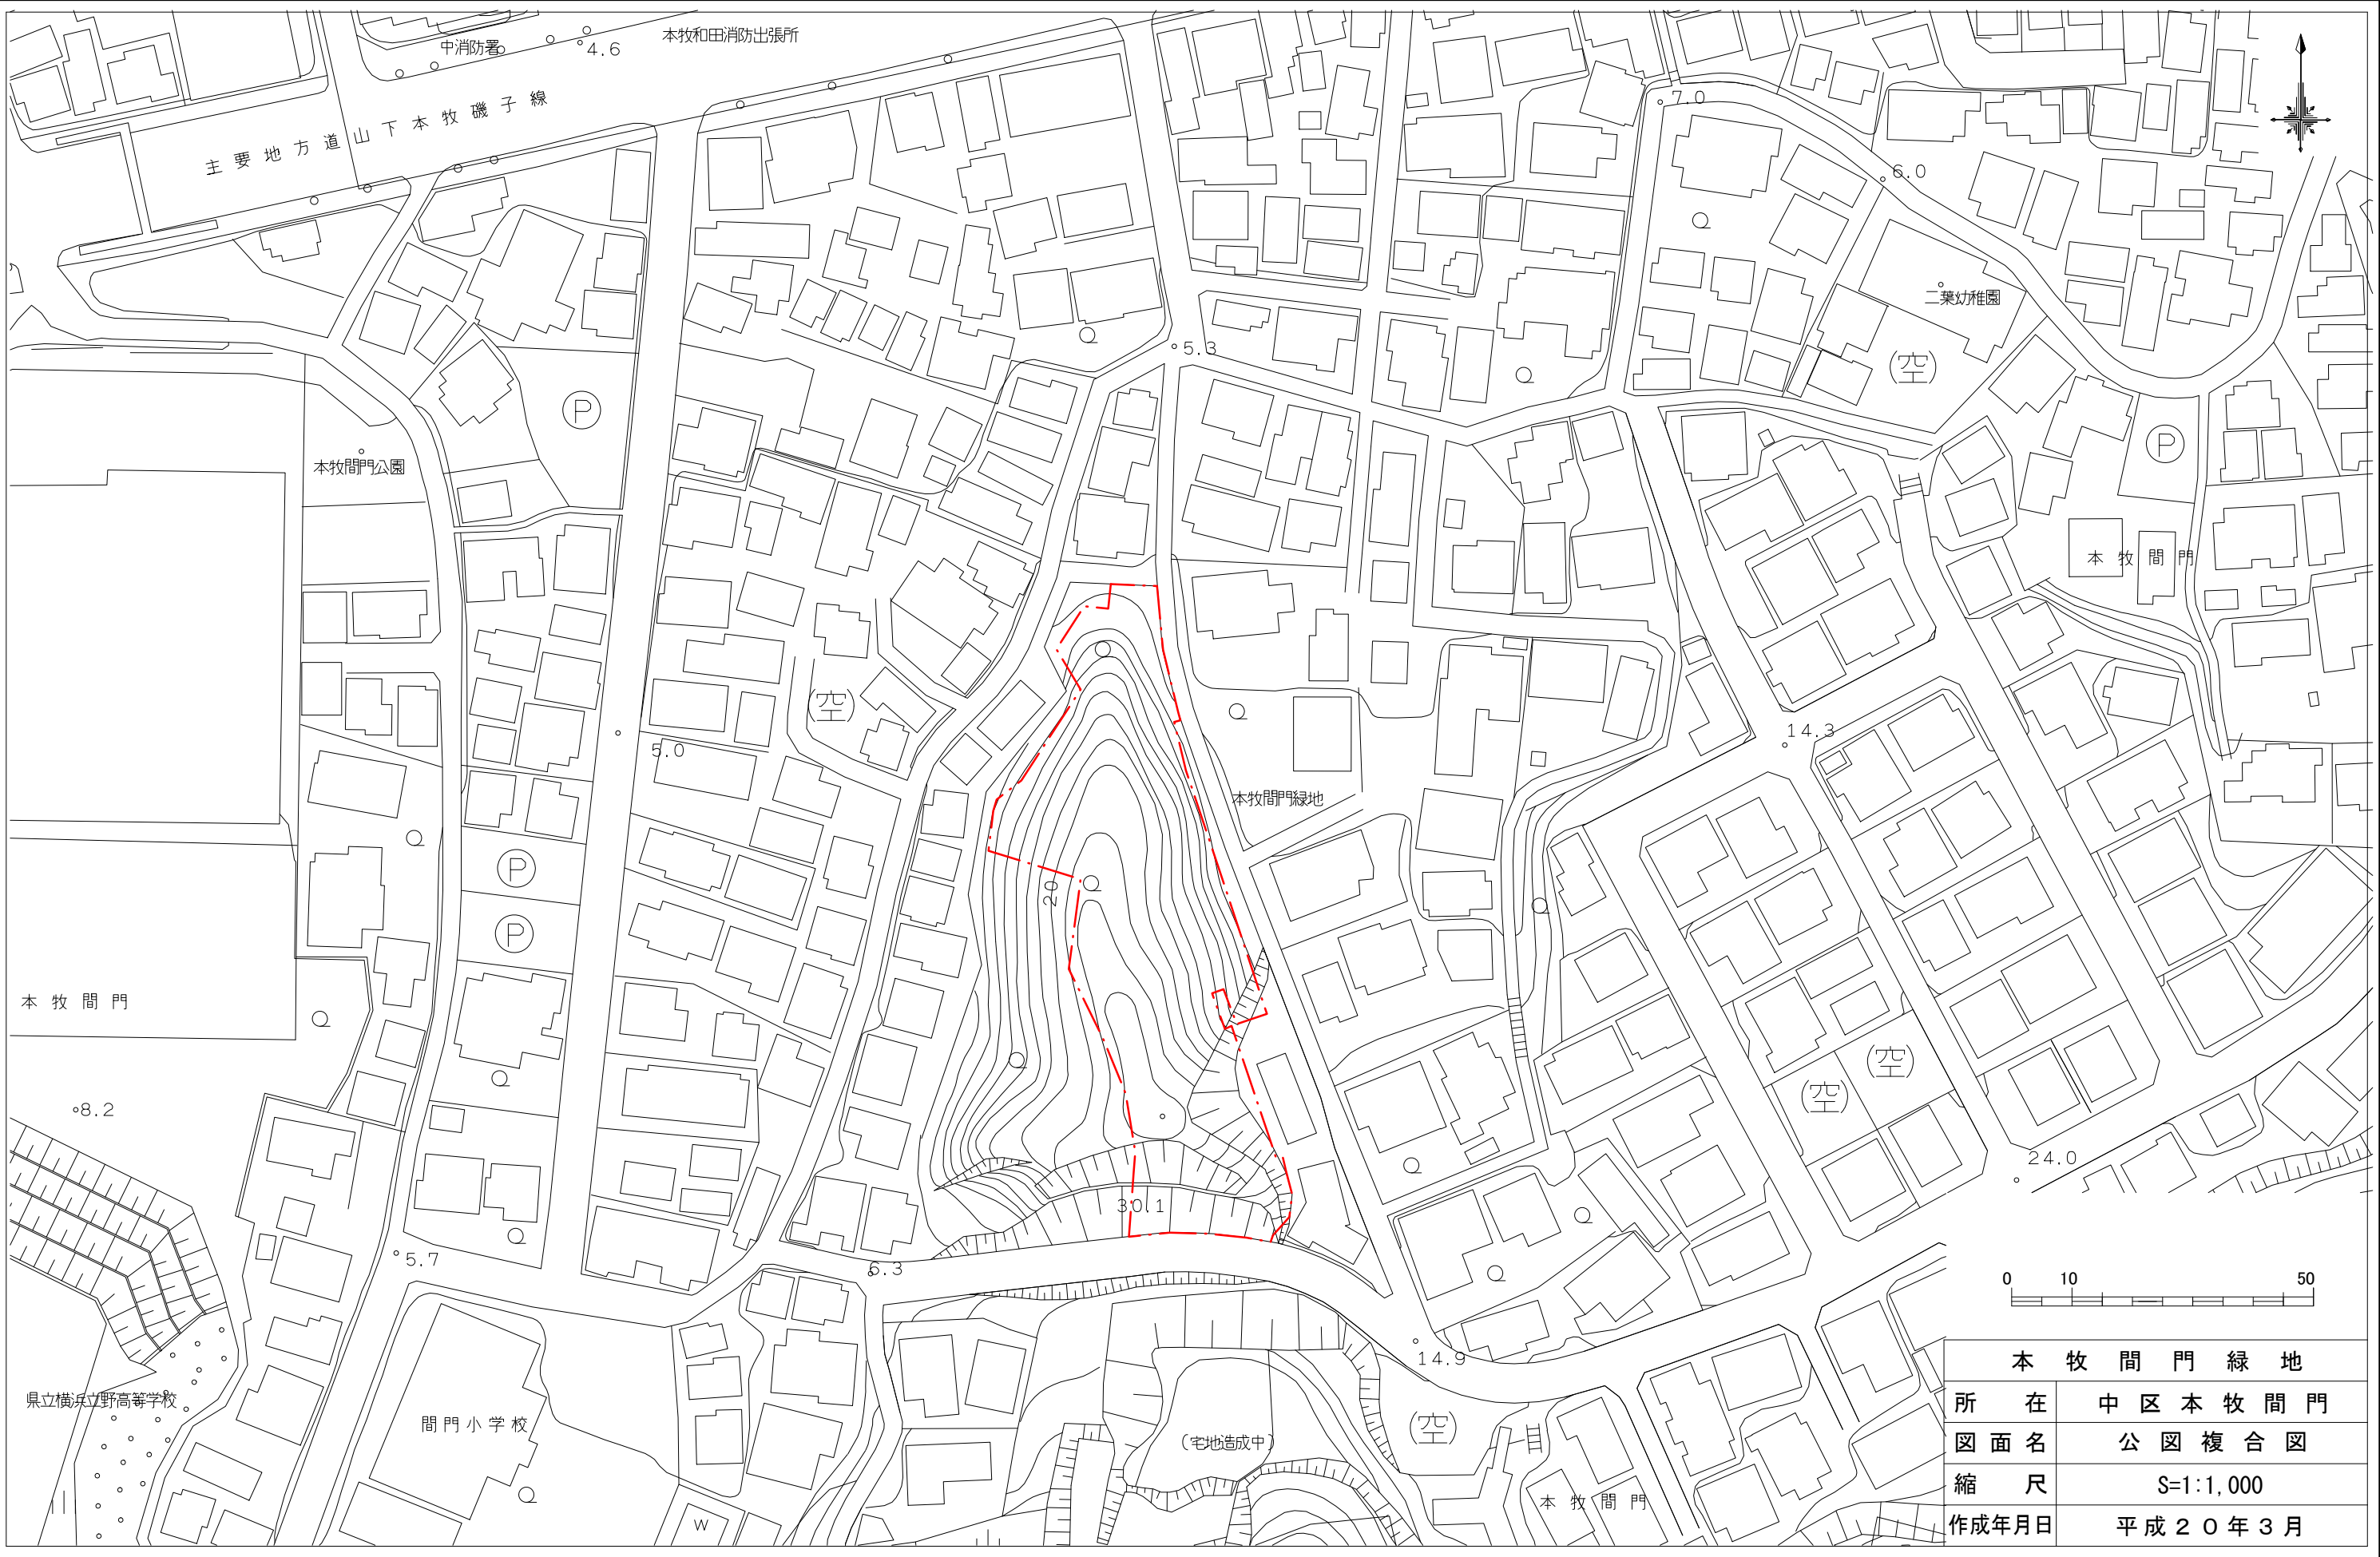 中消防署
4.6
本牧和田消防出張所
主要地方道山下本牧磯子線
7.0
6.0
二葉幼稚園
(空)
5.3
P
P
本牧間門公園
本牧間門
(空)
5.0
14.3
本牧間門緑地
P
20
P
本牧間門
(空)
(空)
8.2
24.0
30.1
5.7
6.3
0 10 50
14.9
県立横浜立野高等学校
間門小学校
(宅地造成中)
(空)
本牧間門
W
本牧間門緑地
所在 中区本牧間門
図面名 公図複合図
縮尺 S=1:1,000
作成年月日 平成20年3月